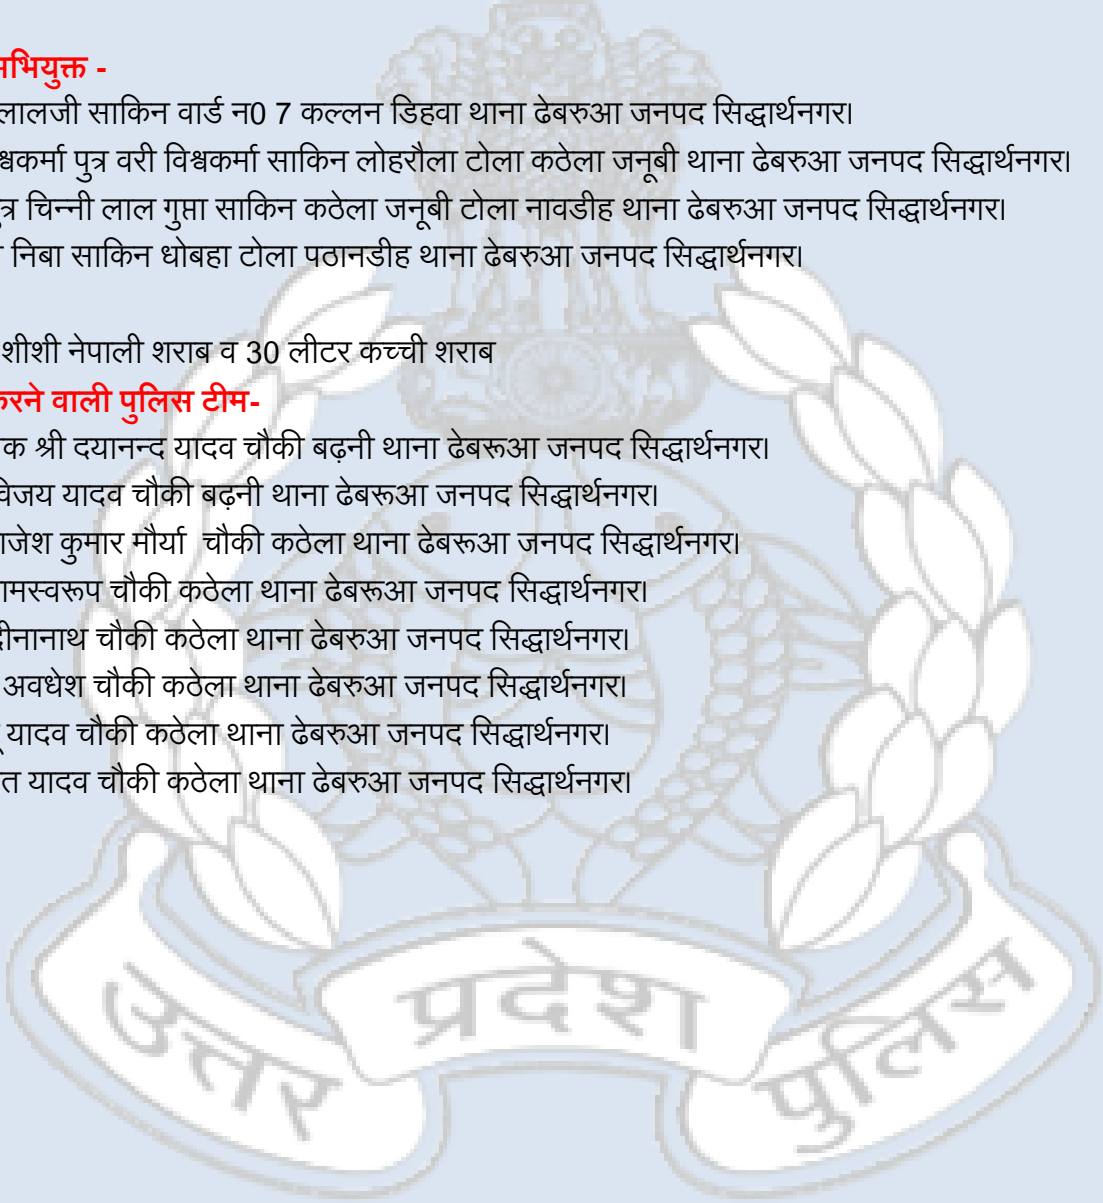 भियुक्त -
लालजी साकिन वार्ड न0 7 कल्लन डिहवा थाना ढेबरुआ जनपद सिद्धार्थनगर।
श्वकर्मा पुत्र वरी विश्वकर्मा साकिन लोहरौला टोला कठेला जनूबी थाना ढेबरुआ जनपद सिद्धार्थनगर।
त्र चिन्नी लाल गुप्ता साकिन कठेला जनूबी टोला नावडीह थाना ढेबरुआ जनपद सिद्धार्थनगर।
निबा साकिन धोबहा टोला पठानडीह थाना ढेबरुआ जनपद सिद्धार्थनगर।
शीशी नेपाली शराब व 30 लीटर कच्ची शराब
करने वाली पुलिस टीम-
क श्री दयानन्द यादव चौकी बढ़नी थाना ढेबरूआ जनपद सिद्धार्थनगर।
विजय यादव चौकी बढ़नी थाना ढेबरूआ जनपद सिद्धार्थनगर।
ाजेश कुमार मौर्या चौकी कठेला थाना ढेबरूआ जनपद सिद्धार्थनगर।
ामस्वरूप चौकी कठेला थाना ढेबरूआ जनपद सिद्धार्थनगर।
दीनानाथ चौकी कठेला थाना ढेबरुआ जनपद सिद्धार्थनगर।
अवधेश चौकी कठेला थाना ढेबरुआ जनपद सिद्धार्थनगर।
यादव चौकी कठेला थाना ढेबरुआ जनपद सिद्धार्थनगर।
त यादव चौकी कठेला थाना ढेबरुआ जनपद सिद्धार्थनगर।
उत्तर प्रदेश पुलिस